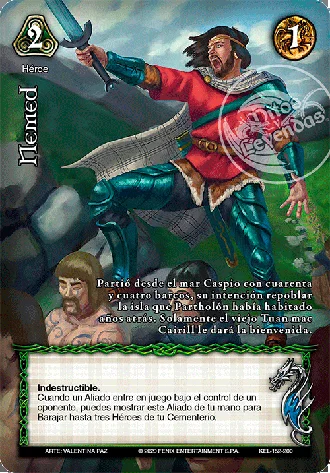 2
1
Héroe
Nemed
Mitos y
Leyendas
Partió desde el mar Caspio con cuarenta
y cuatro barcos, su intención repoblar
la isla que Partholón había habitado
años atrás. Solamente el viejo Tuan mac
Cairill le dará la bienvenida.
Indestructible.
Cuando un Aliado entre en juego bajo el control de un
oponente, puedes mostrar este Aliado de tu mano para
Barajar hasta tres Héroes de tu Cementerio.
ARTE: VALENTINA PAZ
© 2020 FENIX ENTERTAINMENT S.P.A.